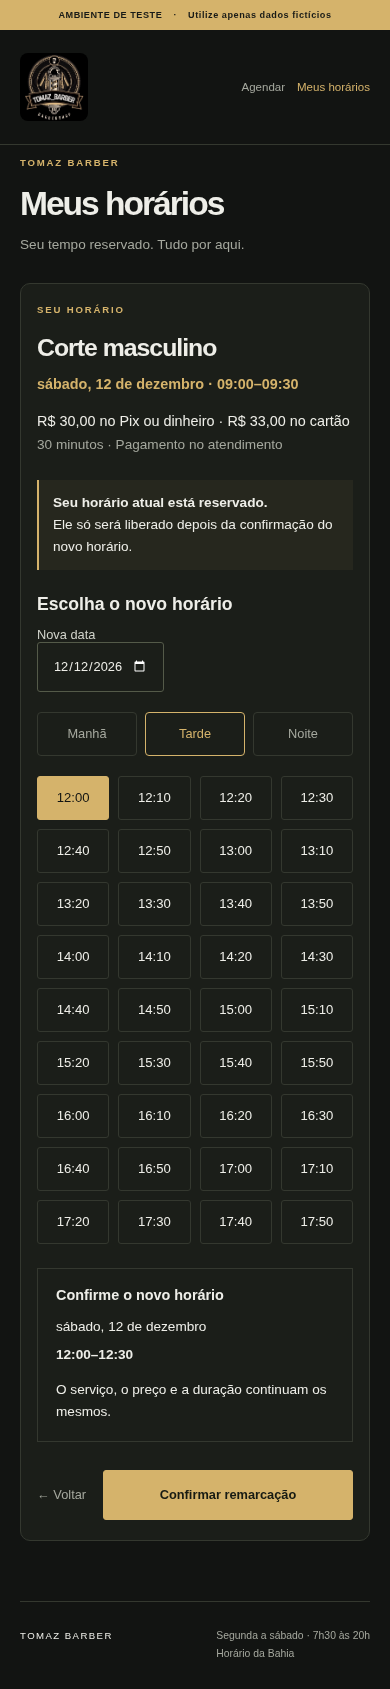 AMBIENTE DE TESTE · Utilize apenas dados fictícios
TOMAZ_BARBER
BARBERSHOP
Agendar Meus horários
TOMAZ BARBER
Meus horários
Seu tempo reservado. Tudo por aqui.
SEU HORÁRIO
Corte masculino
sábado, 12 de dezembro · 09:00–09:30
R$ 30,00 no Pix ou dinheiro · R$ 33,00 no cartão
30 minutos · Pagamento no atendimento
Seu horário atual está reservado.
Ele só será liberado depois da confirmação do
novo horário.
Escolha o novo horário
Nova data
12/12/2026
Manhã Tarde Noite
12:00 12:10 12:20 12:30
12:40 12:50 13:00 13:10
13:20 13:30 13:40 13:50
14:00 14:10 14:20 14:30
14:40 14:50 15:00 15:10
15:20 15:30 15:40 15:50
16:00 16:10 16:20 16:30
16:40 16:50 17:00 17:10
17:20 17:30 17:40 17:50
Confirme o novo horário
sábado, 12 de dezembro
12:00–12:30
O serviço, o preço e a duração continuam os
mesmos.
← Voltar Confirmar remarcação
TOMAZ BARBER
Segunda a sábado · 7h30 às 20h
Horário da Bahia